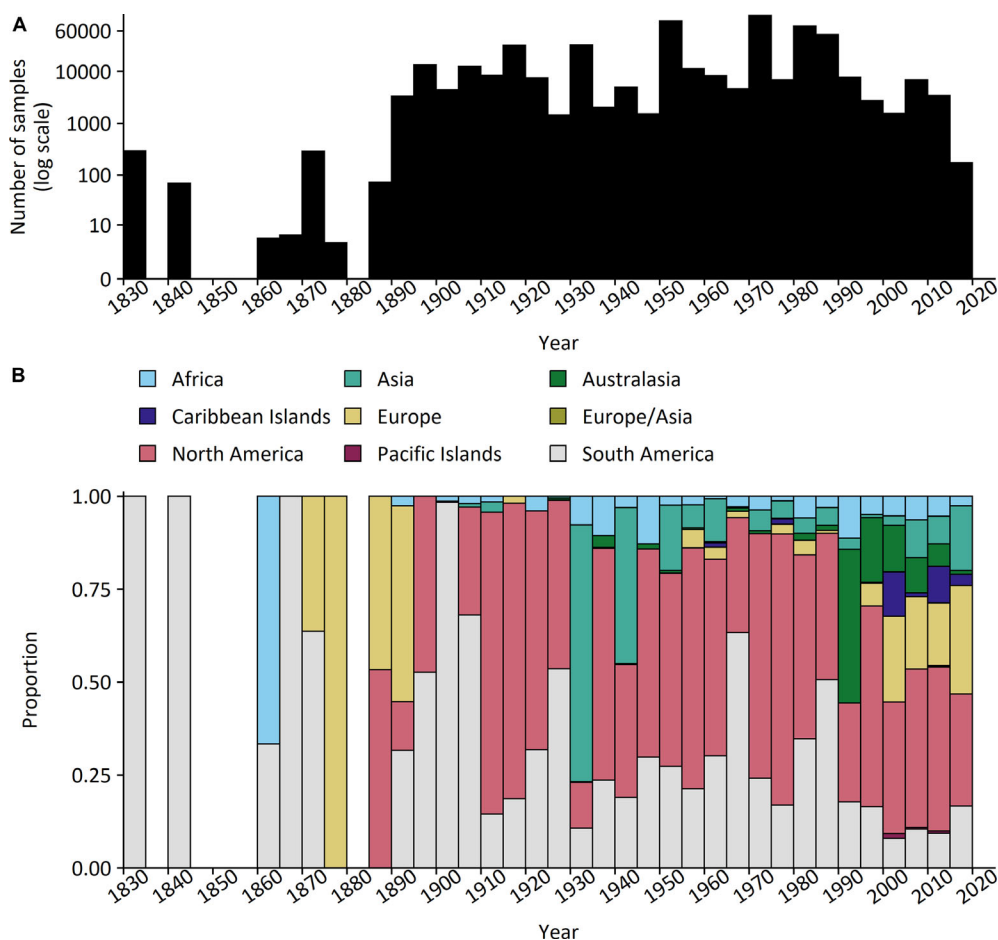 A
Number of samples
(log scale)
60000
10000
1000
100
10
0
1830 1840 1850 1860 1870 1880 1890 1900 1910 1920 1930 1940 1950 1960 1970 1980 1990 2000 2010 2020
Year
B
Africa Asia Australasia
Caribbean Islands Europe Europe/Asia
North America Pacific Islands South America
Proportion
1.00
0.75
0.50
0.25
0.00
1830 1840 1850 1860 1870 1880 1890 1900 1910 1920 1930 1940 1950 1960 1970 1980 1990 2000 2010 2020
Year